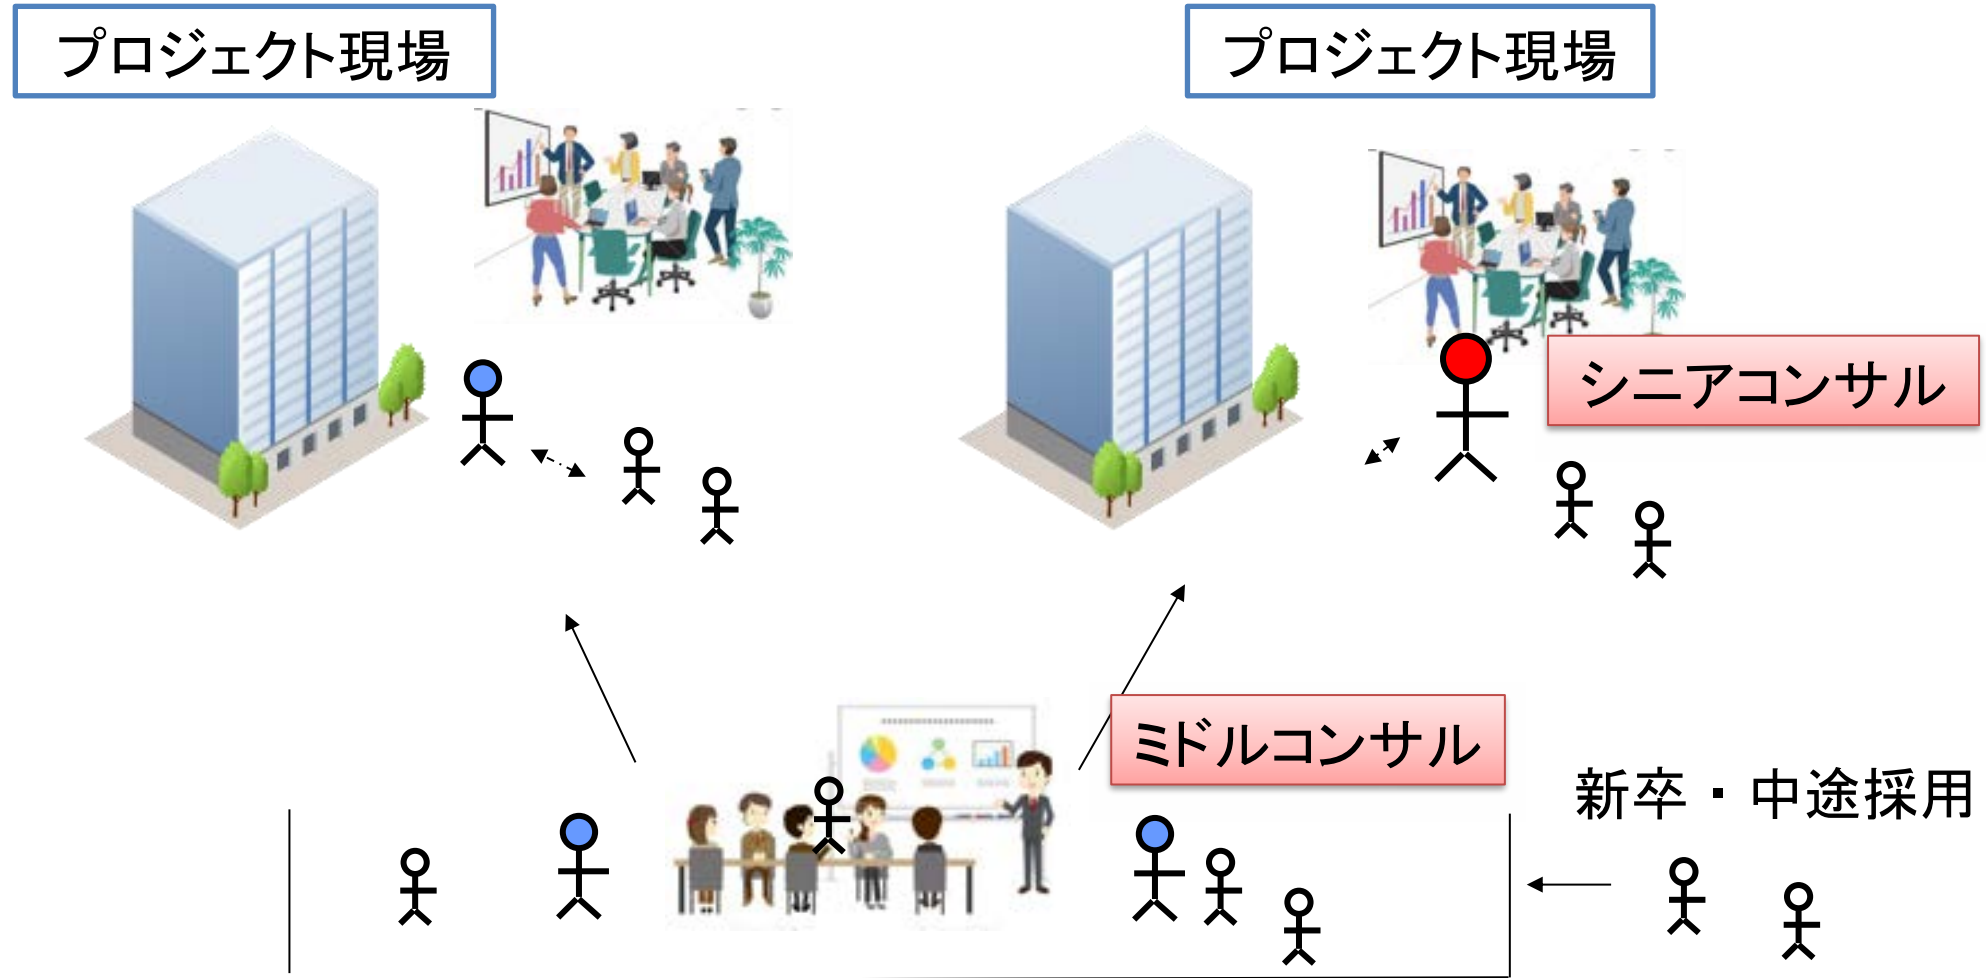 プロジェクト現場
プロジェクト現場
シニアコンサル
ミドルコンサル
新卒・中途採用